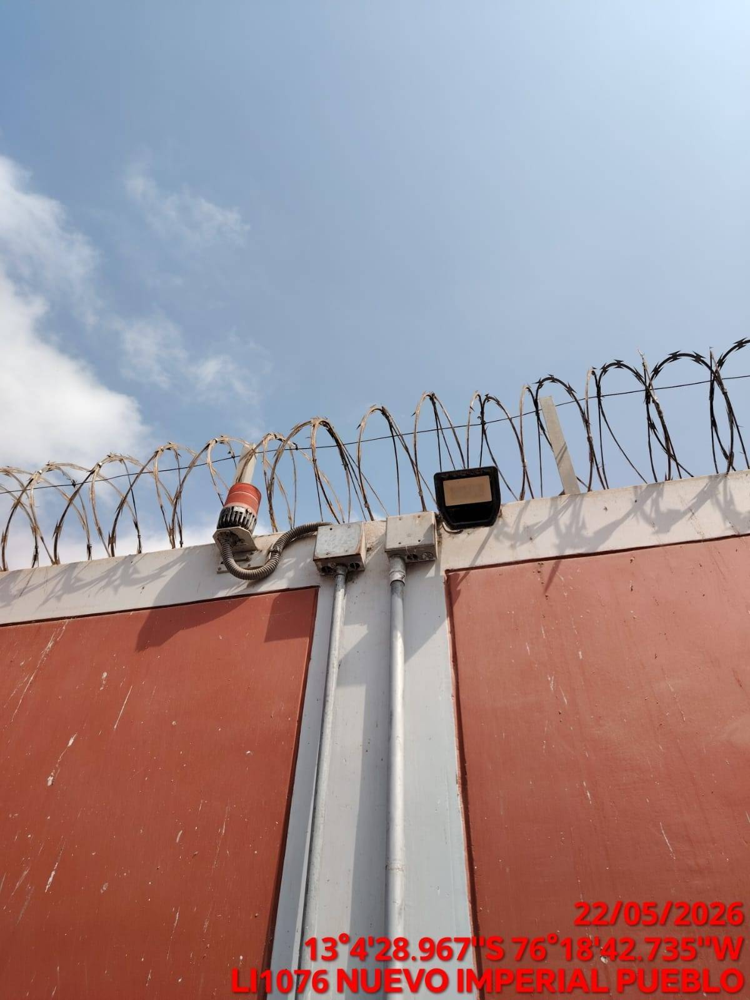 22/05/2026
13°4'28.967"S 76°18'42.735"W
LI1076 NUEVO IMPERIAL PUEBLO